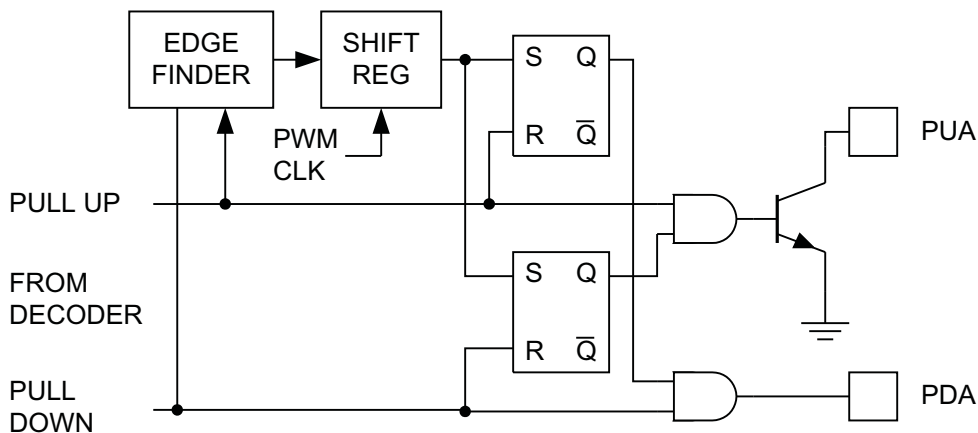 EDGE
FINDER
SHIFT
REG
S Q
R Q̅
PWM
CLK
PUA
PULL UP
FROM
DECODER
S Q
R Q̅
PULL
DOWN
PDA